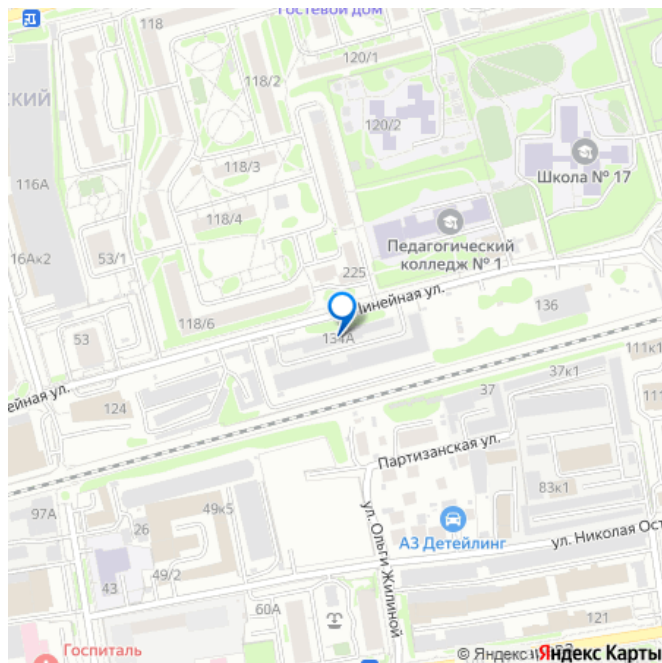 Гостевой дом
118
120/1
СКИЙ
118/2
120/2
116А
118/3
Школа № 17
118/4
Педагогический
колледж № 1
16Ак2
53/1
225
Линейная ул.
136
118/6
53
134А
111к1
37к1
ейная ул.
124
37
111
Партизанская ул.
83к1
49к5
97А
26
ул. Ольги Жилиной
А3 Детейлинг
ул. Николая Ост
49/2
43
60А
121
Госпиталь
© Яндекс
Яндекс Карты